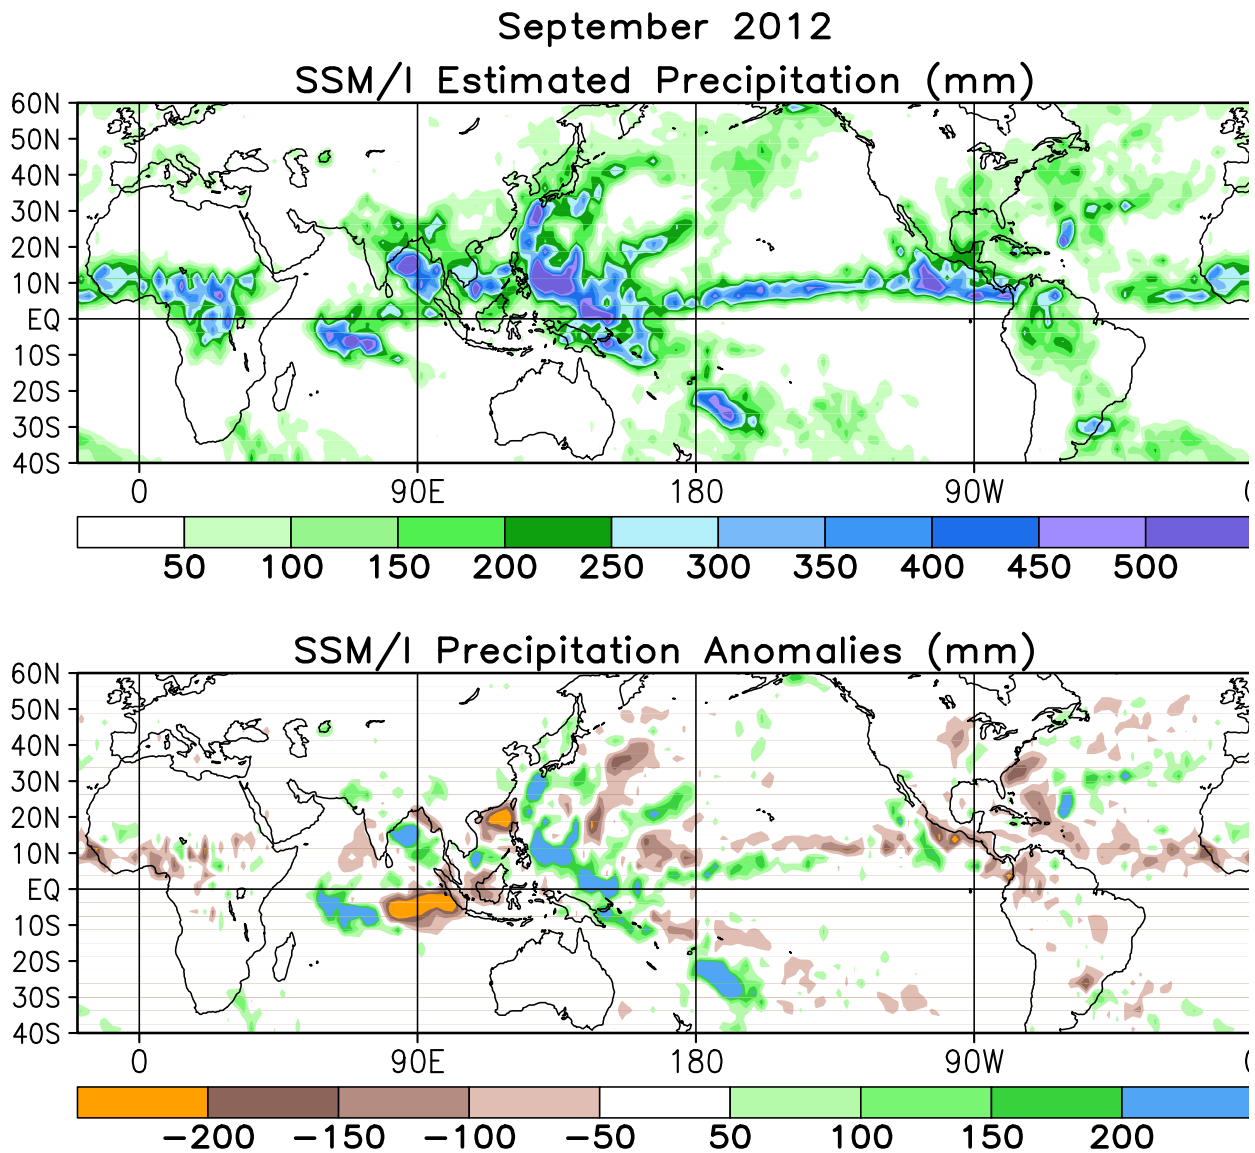 September 2012
SSM/I Estimated Precipitation (mm)
60N
50N
40N
30N
20N
10N
EQ
10S
20S
30S
40S
0 90E 180 90W 0
50 100 150 200 250 300 350 400 450 500
SSM/I Precipitation Anomalies (mm)
60N
50N
40N
30N
20N
10N
EQ
10S
20S
30S
40S
0 90E 180 90W 0
−200 −150 −100 −50 50 100 150 200